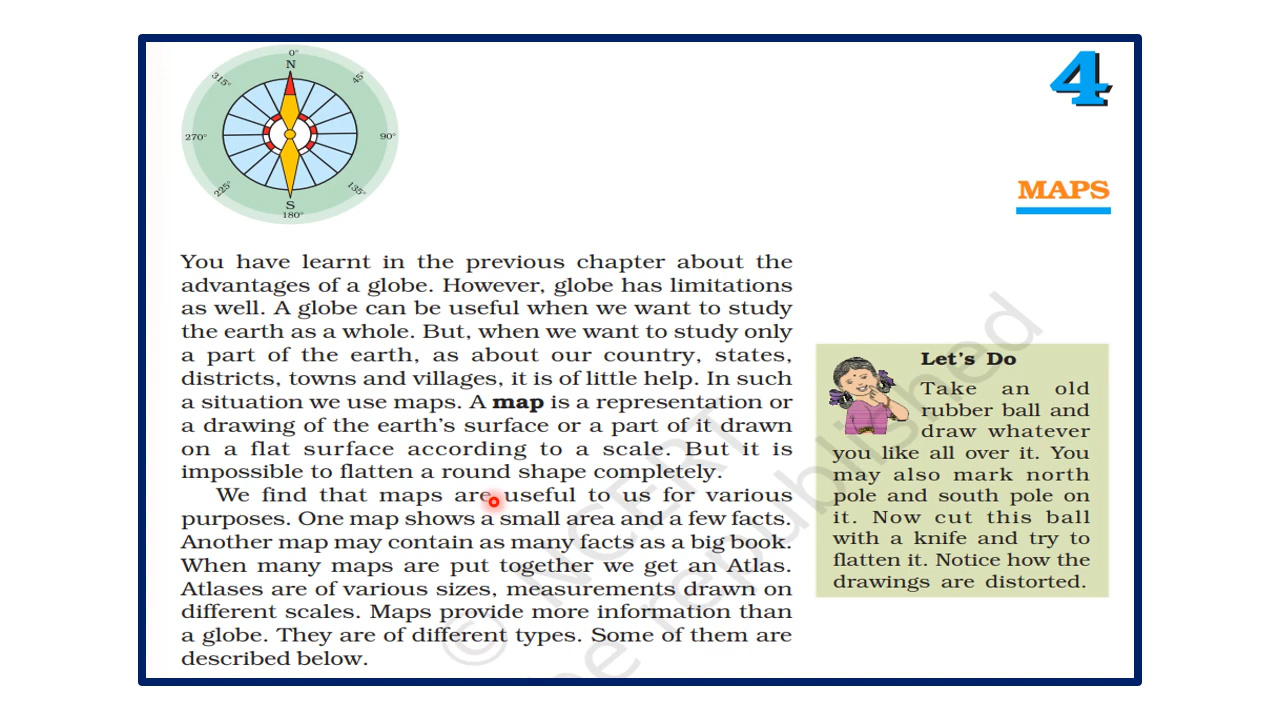 0°
N
45°
90°
135°
S
180°
225°
270°
315°
4
MAPS
You have learnt in the previous chapter about the
advantages of a globe. However, globe has limitations
as well. A globe can be useful when we want to study
the earth as a whole. But, when we want to study only
a part of the earth, as about our country, states,
districts, towns and villages, it is of little help. In such
a situation we use maps. A map is a representation or
a drawing of the earth's surface or a part of it drawn
on a flat surface according to a scale. But it is
impossible to flatten a round shape completely.
We find that maps are useful to us for various
purposes. One map shows a small area and a few facts.
Another map may contain as many facts as a big book.
When many maps are put together we get an Atlas.
Atlases are of various sizes, measurements drawn on
different scales. Maps provide more information than
a globe. They are of different types. Some of them are
described below.
Let's Do
Take an old
rubber ball and
draw whatever
you like all over it. You
may also mark north
pole and south pole on
it. Now cut this ball
with a knife and try to
flatten it. Notice how the
drawings are distorted.
© NCERT
be republished